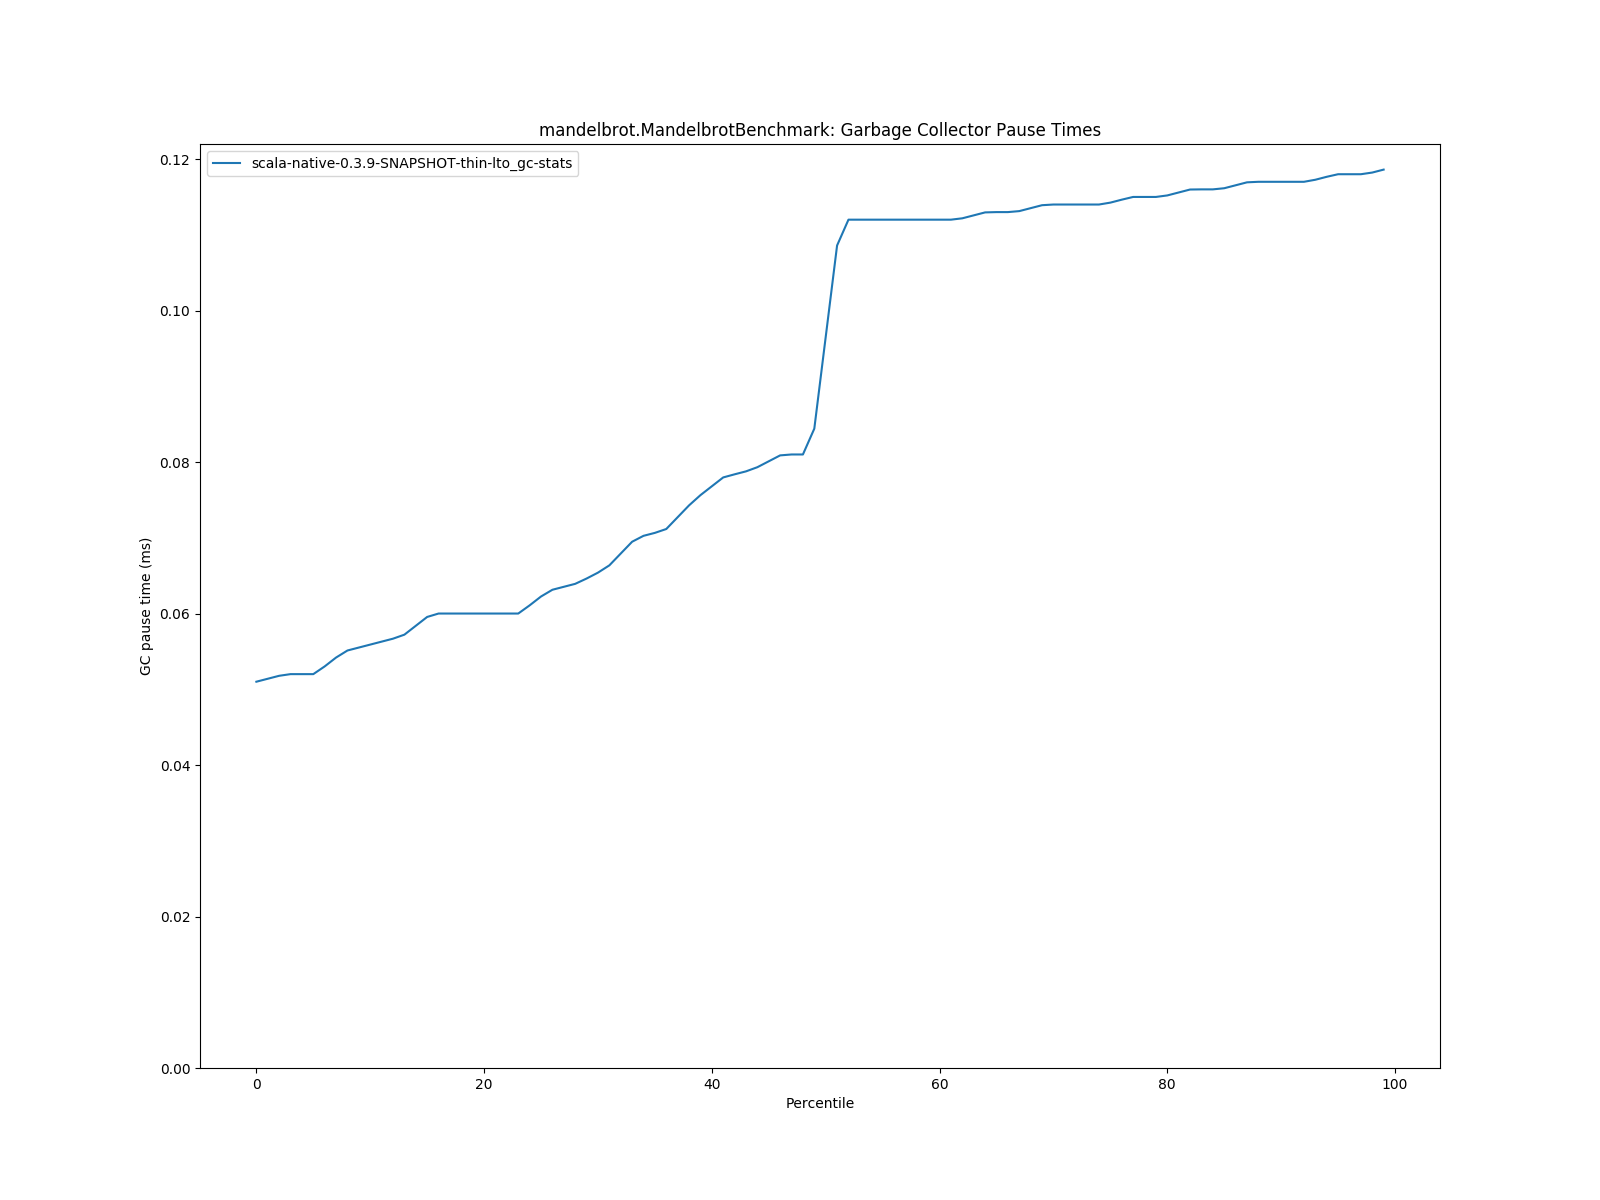 mandelbrot.MandelbrotBenchmark: Garbage Collector Pause Times
scala-native-0.3.9-SNAPSHOT-thin-lto_gc-stats
0.12
0.10
0.08
0.06
0.04
0.02
0.00
GC pause time (ms)
0 20 40 60 80 100
Percentile